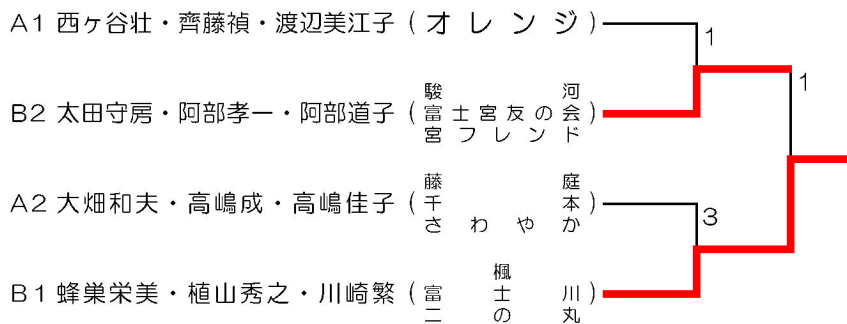 A1 西ヶ谷壮・齊藤禎・渡辺美江子 (オレンジ)
1
B2 太田守房・阿部孝一・阿部道子 (駿河
富士宮友の会
宮フレンド)
1
A2 大畑和夫・高嶋成・高嶋佳子 (藤庭
千本
さわやか)
3
B1 蜂巣栄美・植山秀之・川崎繁 (楓
富士川
二の丸)